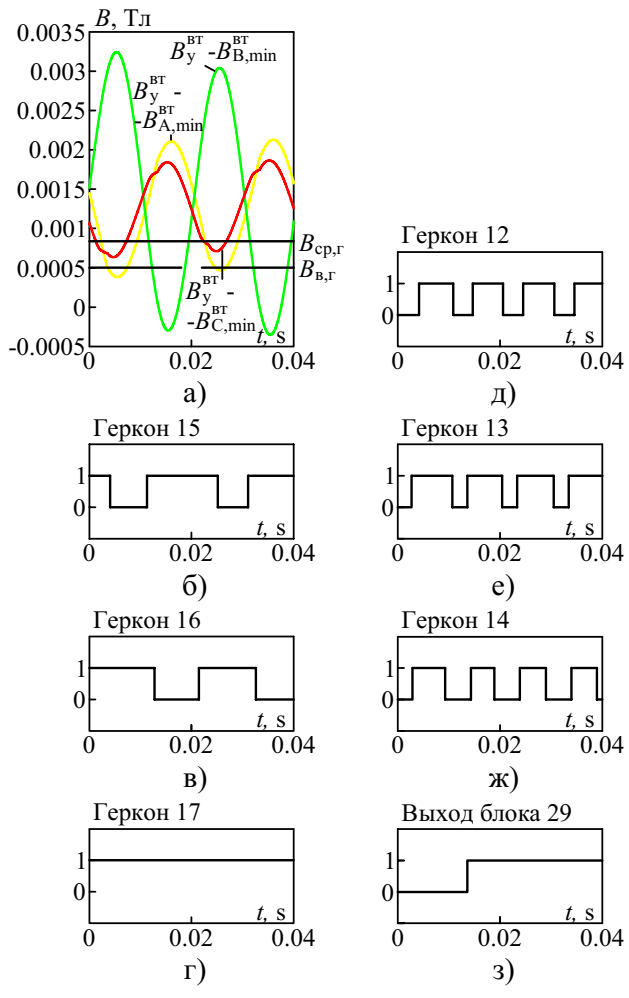 B, Тл
0.0035
0.003
0.0025
0.002
0.0015
0.001
0.0005
0
-0.0005
B_у^вт -B_B,min^вт
B_у^вт -
-B_A,min^вт
B_ср,г
B_в,г
B_у^вт -
-B_C,min^вт
t, s
0 0.02 0.04
а)
Геркон 12
1
0
t, s
0 0.02 0.04
д)
Геркон 15
1
0
t, s
0 0.02 0.04
б)
Геркон 13
1
0
t, s
0 0.02 0.04
е)
Геркон 16
1
0
t, s
0 0.02 0.04
в)
Геркон 14
1
0
t, s
0 0.02 0.04
ж)
Геркон 17
1
0
t, s
0 0.02 0.04
г)
Выход блока 29
1
0
t, s
0 0.02 0.04
з)